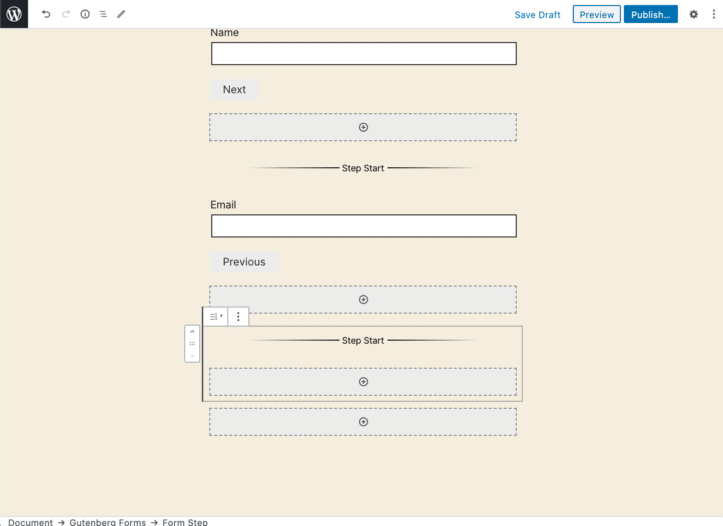 Save Draft Preview Publish...
Name
Next
Step Start
Email
Previous
Step Start
Document → Gutenberg Forms → Form Step